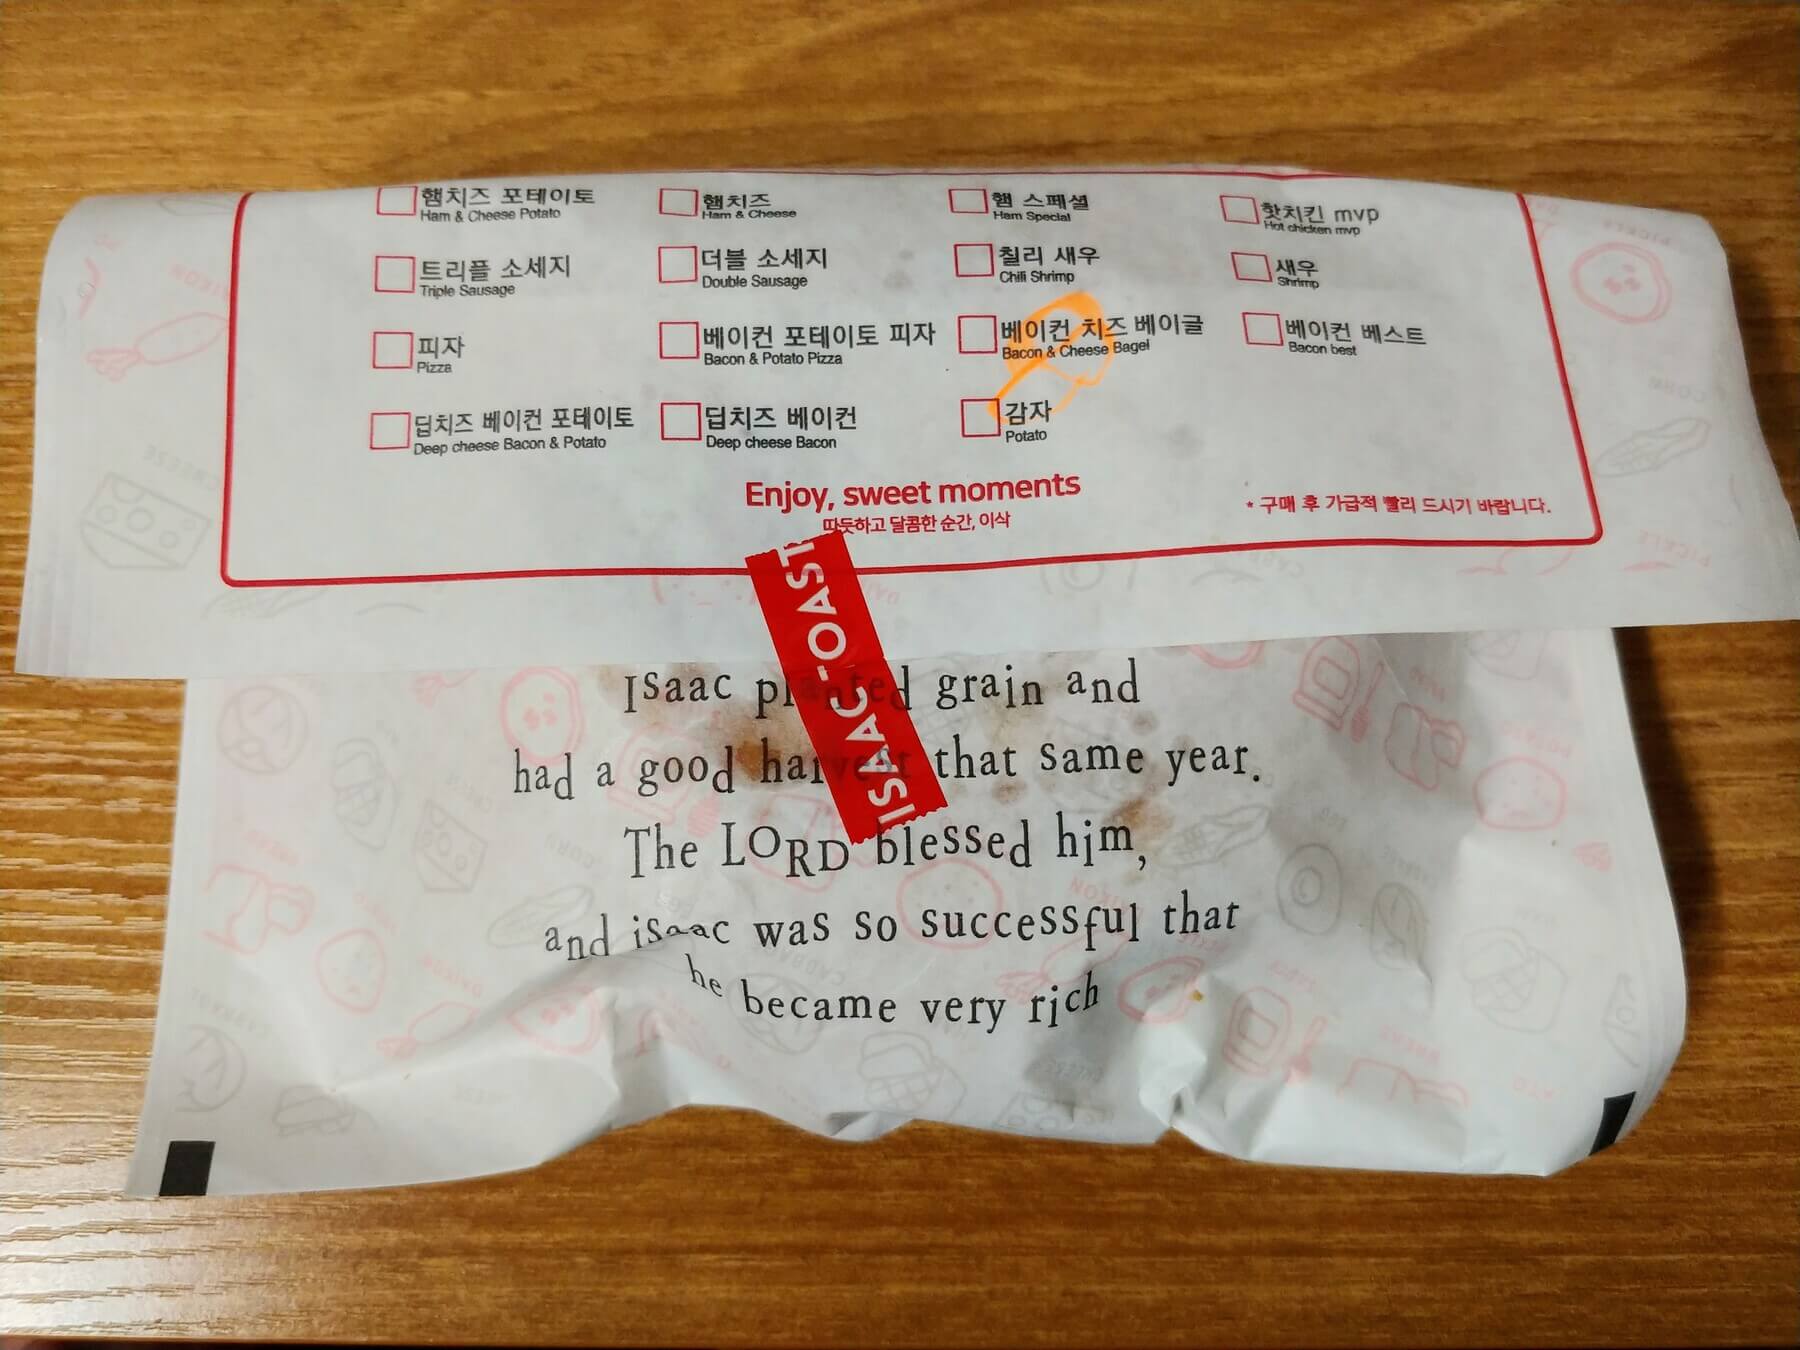 햄치즈 포테이토 햄치즈 햄 스페셜 핫치킨 mvp
Ham & Cheese Potato Ham & Cheese Ham Special Hot chicken mvp
트리플 소세지 더블 소세지 칠리 새우 새우
Triple Sausage Double Sausage Chili Shrimp Shrimp
피자 베이컨 포테이토 피자 베이컨 치즈 베이글 베이컨 베스트
Pizza Bacon & Potato Pizza Bacon & Cheese Bagel Bacon best
딥치즈 베이컨 포테이토 딥치즈 베이컨 감자
Deep cheese Bacon & Potato Deep cheese Bacon Potato
Enjoy, sweet moments
따뜻하고 달콤한 순간, 이삭
* 구매 후 가급적 빨리 드시기 바랍니다.
ISAAC TOAST
Isaac planted grain and
had a good harvest that same year.
The LORD blessed him,
and isaac was so successful that
he became very rich